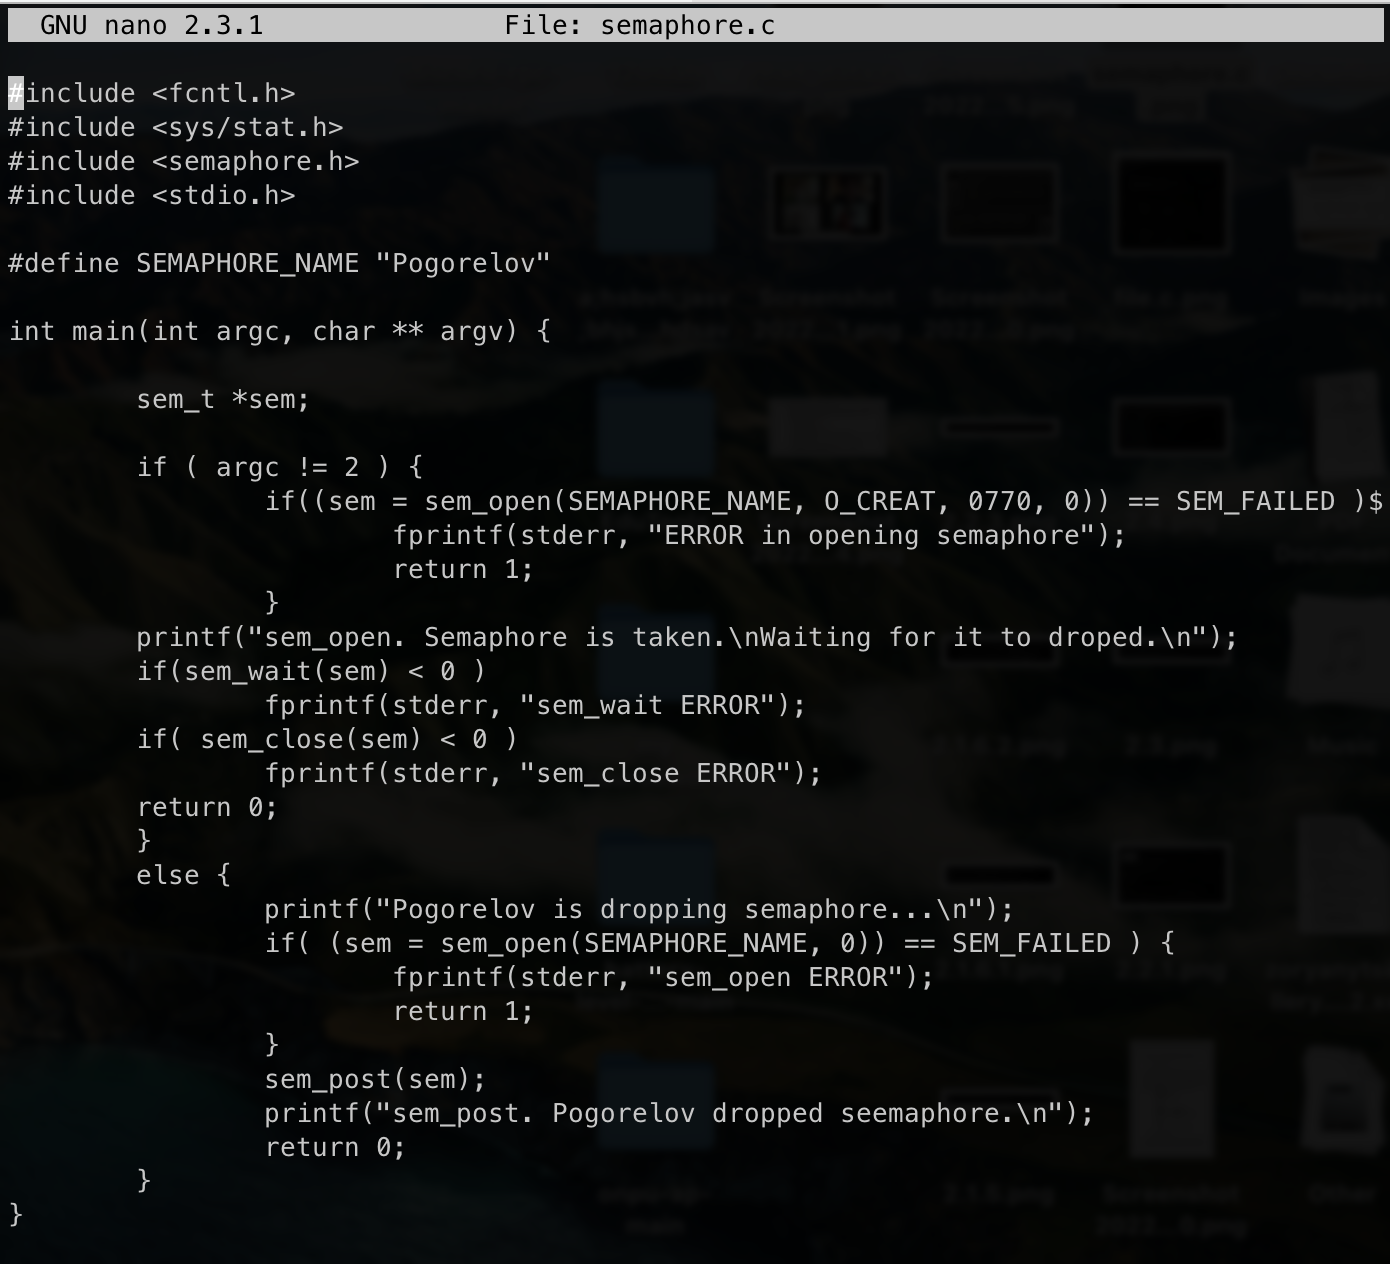 GNU nano 2.3.1 File: semaphore.c
#include <fcntl.h>
#include <sys/stat.h>
#include <semaphore.h>
#include <stdio.h>
#define SEMAPHORE_NAME "Pogorelov"
int main(int argc, char ** argv) {
sem_t *sem;
if ( argc != 2 ) {
if((sem = sem_open(SEMAPHORE_NAME, O_CREAT, 0770, 0)) == SEM_FAILED )$
fprintf(stderr, "ERROR in opening semaphore");
return 1;
}
printf("sem_open. Semaphore is taken.\nWaiting for it to droped.\n");
if(sem_wait(sem) < 0 )
fprintf(stderr, "sem_wait ERROR");
if( sem_close(sem) < 0 )
fprintf(stderr, "sem_close ERROR");
return 0;
}
else {
printf("Pogorelov is dropping semaphore...\n");
if( (sem = sem_open(SEMAPHORE_NAME, 0)) == SEM_FAILED ) {
fprintf(stderr, "sem_open ERROR");
return 1;
}
sem_post(sem);
printf("sem_post. Pogorelov dropped seemaphore.\n");
return 0;
}
}